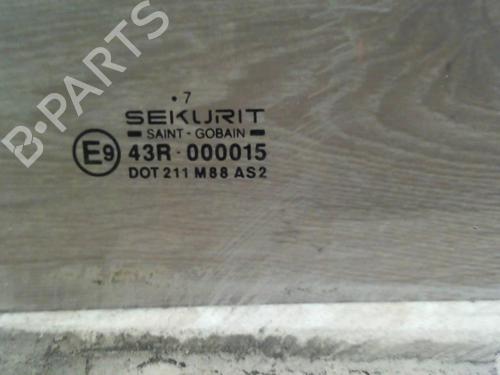 • 7
SEKURIT
SAINT - GOBAIN
E9 43R - 000015
DOT 211 M88 AS2
B-PARTS